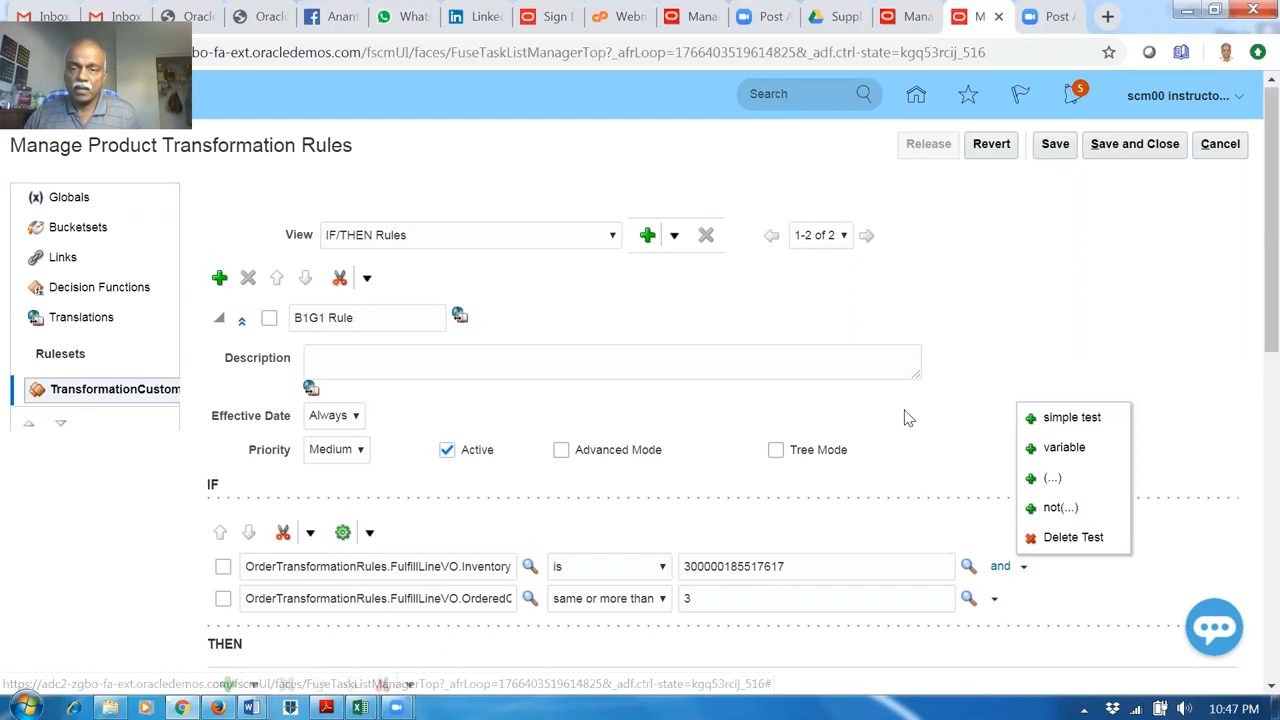 Inbox
Inbox
Oracle
Oracle
Anant
What
Linke
Sign I
Webm
Mana
Post A
Supp
Mana
M
Post A
gbo-fa-ext.oracledemos.com/fscmUI/faces/FuseTaskListManagerTop?_afrLoop=1766403519614825&_adf.ctrl-state=kgq53rcij_516
Search
5
scm00 instructo...
Manage Product Transformation Rules
Release
Revert
Save
Save and Close
Cancel
(x) Globals
Bucketsets
Links
Decision Functions
Translations
Rulesets
TransformationCustom
View IF/THEN Rules
1-2 of 2
B1G1 Rule
Description
Effective Date Always
Priority Medium Active Advanced Mode Tree Mode
simple test
variable
(...)
not(...)
Delete Test
IF
OrderTransformationRules.FulfillLineVO.Inventory is 300000185517617 and
OrderTransformationRules.FulfillLineVO.OrderedC same or more than 3
THEN
https://adc2-zgbo-fa-ext.oracledemos.com/fscmUI/faces/FuseTaskListManagerTop?_afrLoop=1766403519614825&_adf.ctrl-state=kgq53rcij_516#
10:47 PM